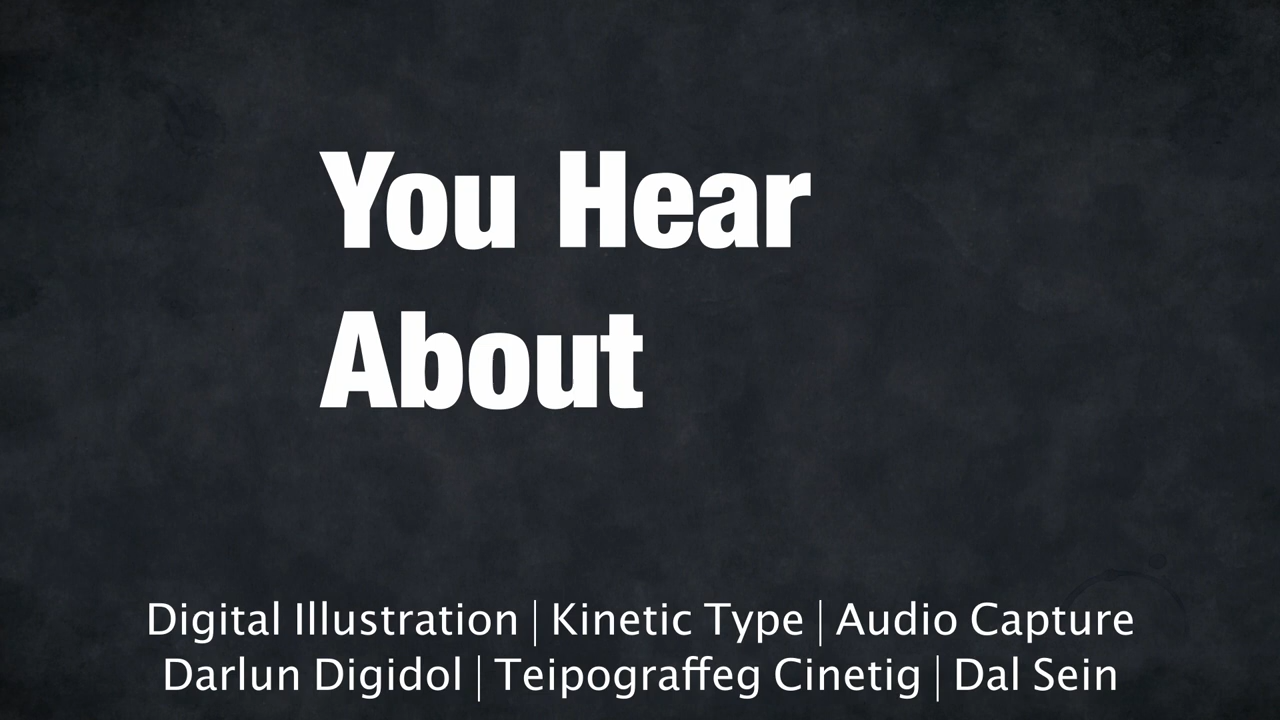 You Hear
About
Digital Illustration | Kinetic Type | Audio Capture
Darlun Digidol | Teipograffeg Cinetig | Dal Sein